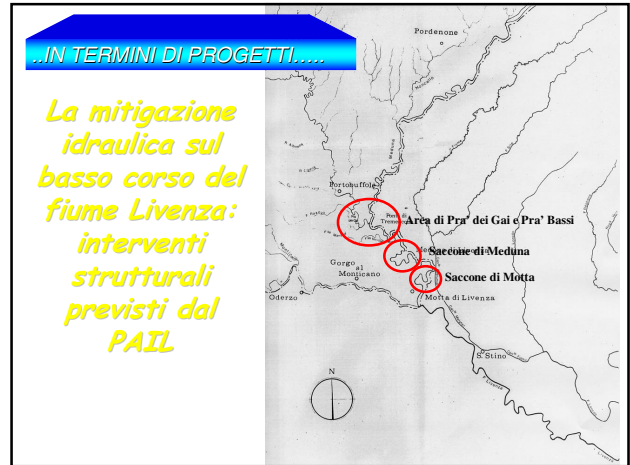 ..IN TERMINI DI PROGETTI.....
La mitigazione
idraulica sul
basso corso del
fiume Livenza:
interventi
strutturali
previsti dal
PAIL
Pordenone
Portobuffolè
Area di Pra' dei Gai e Pra' Bassi
Saccone di Meduna
Gorgo
al
Monticano
Saccone di Motta
Oderzo
Motta di Livenza
S. Stino
N